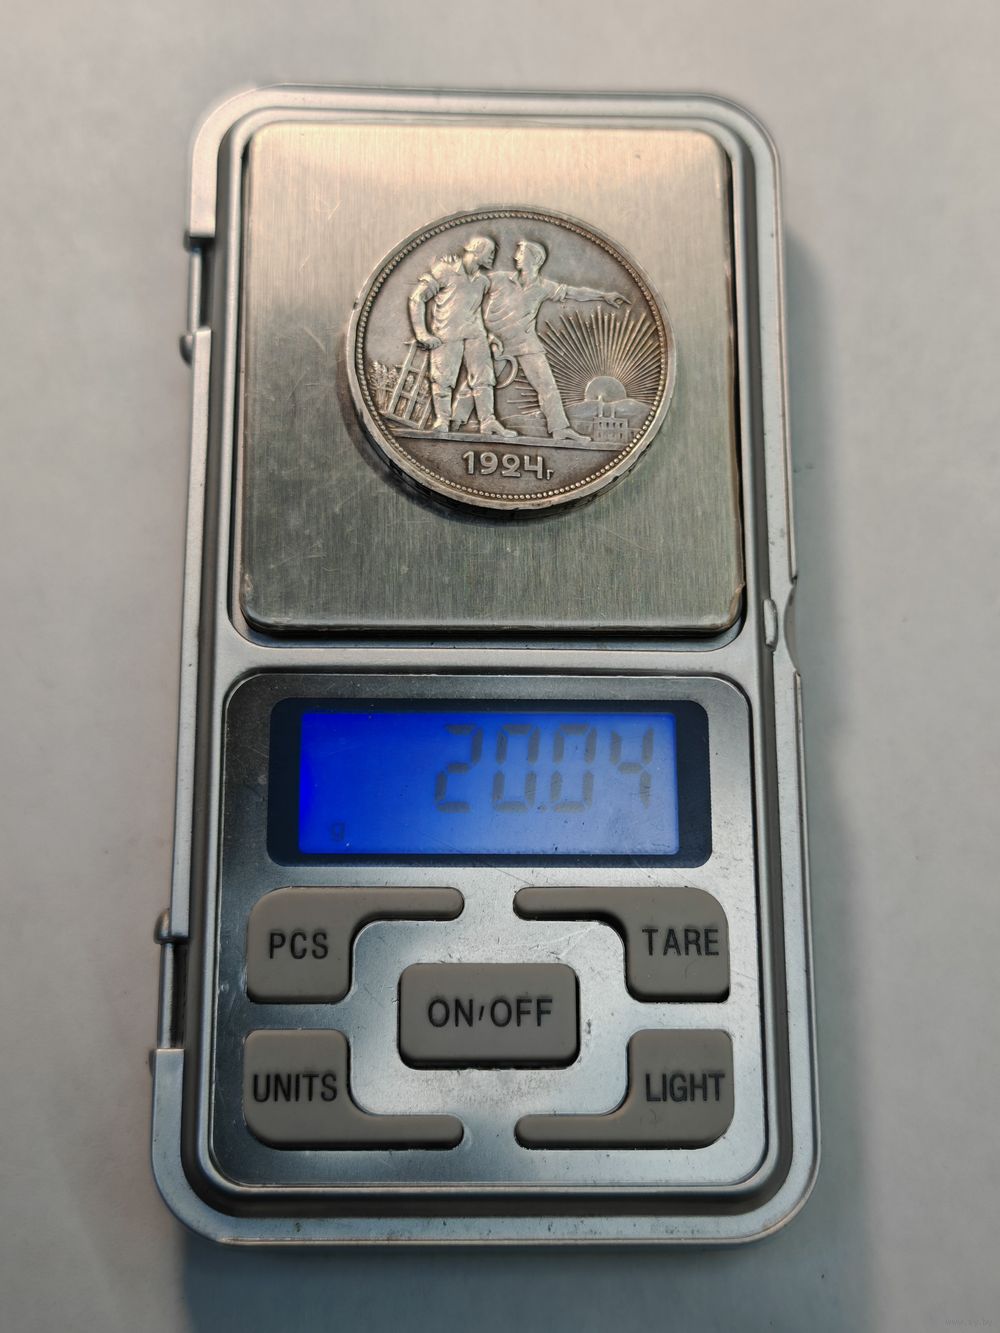 1924г
20.04
g
PCS
TARE
ON/OFF
UNITS
LIGHT